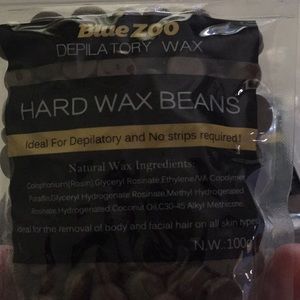 Blue ZOO
DEPILATORY WAX
HARD WAX BEANS
Ideal For Depilatory and No strips required!
Natural Wax Ingredients:
Colophonium(Rosin),Glyceryl Rosinate,Ethylene/VA Copolymer
Paraffin,Glyceryl Hydrogenated Rosinate,Methyl Hydrogenated
Rosinate,Hydrogenated Coconut Oil,C30-45 Alkyl Methicone.
Ideal for the removal of body and facial hair on all skin types
N.W.:100g